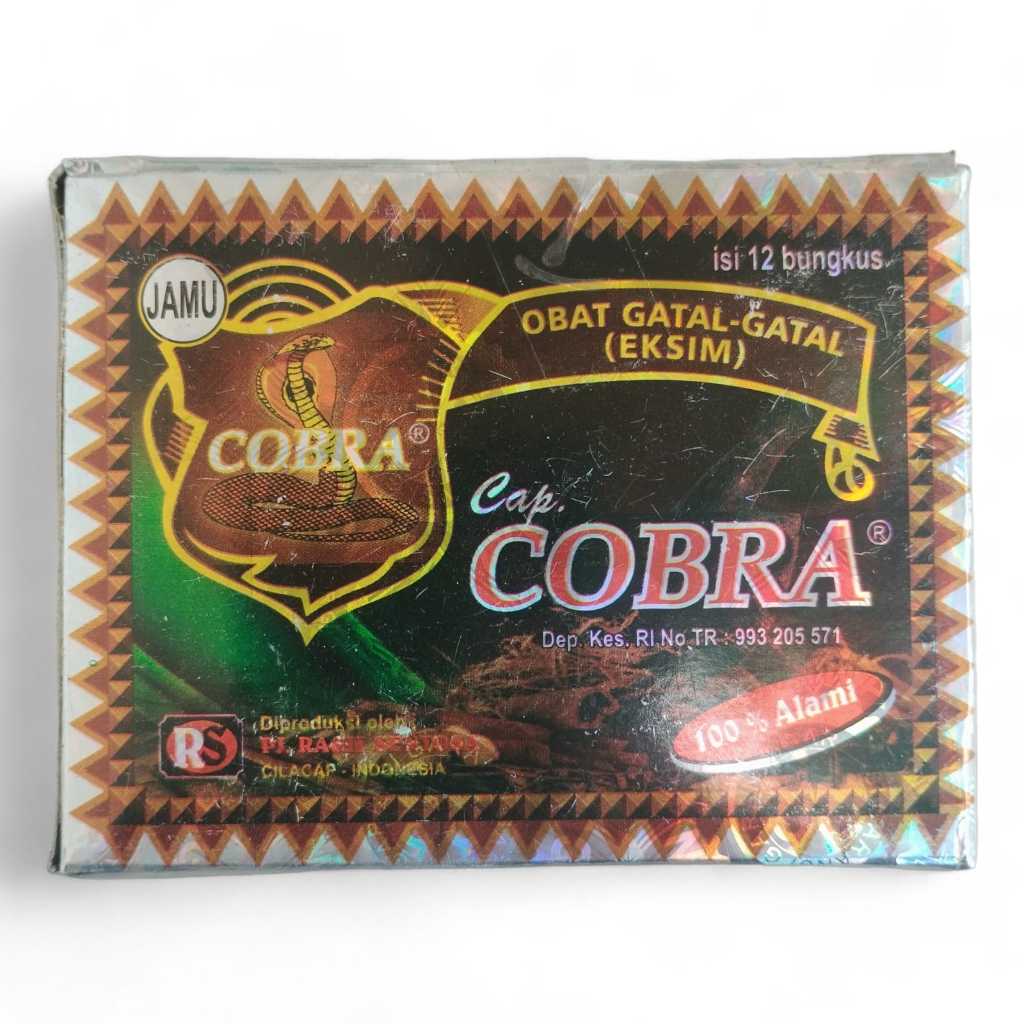 isi 12 bungkus
JAMU
OBAT GATAL-GATAL
(EKSIM)
COBRA®
Cap.
COBRA®
Dep. Kes. RI No TR : 993 205 571
100 % Alami
RS
Diproduksi oleh :
CILACAP - INDONESIA